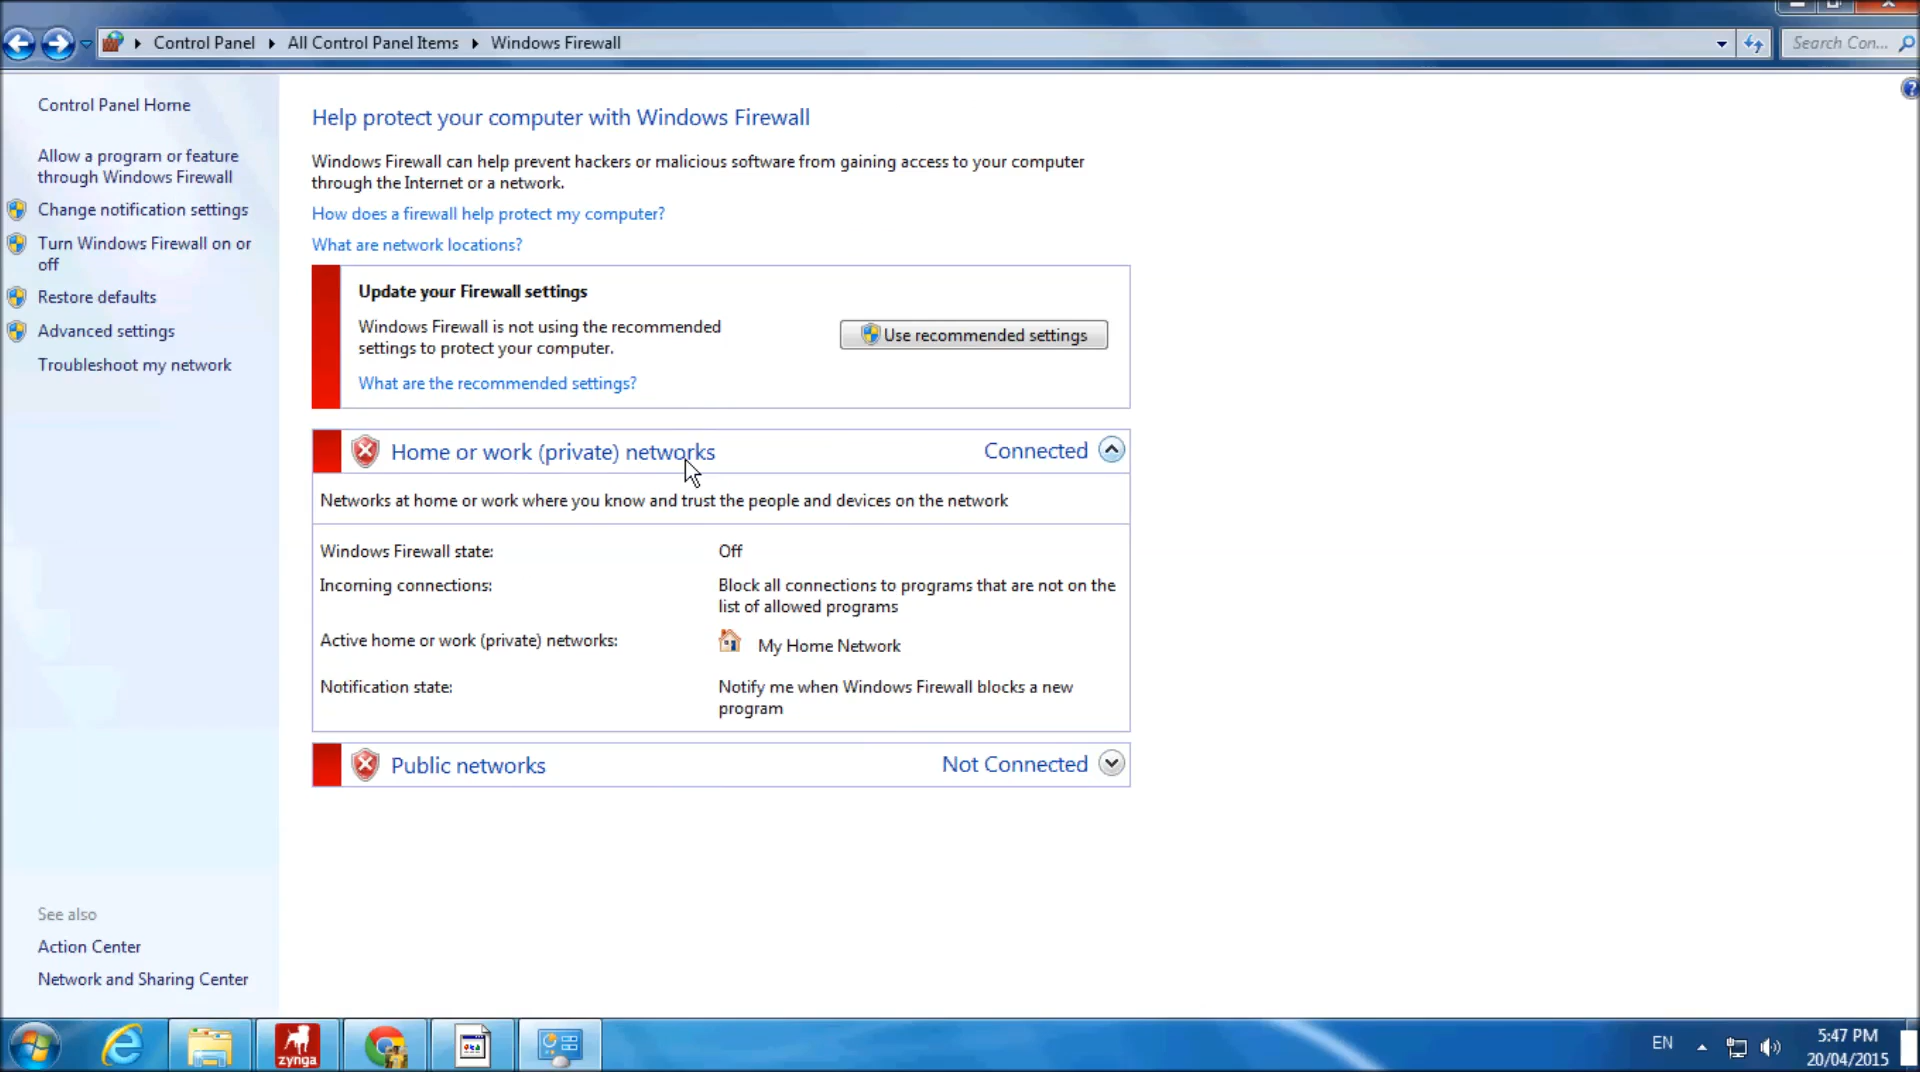 Control Panel
All Control Panel Items
Windows Firewall
Search Con...
Control Panel Home
Allow a program or feature
through Windows Firewall
Change notification settings
Turn Windows Firewall on or
off
Restore defaults
Advanced settings
Troubleshoot my network
See also
Action Center
Network and Sharing Center
Help protect your computer with Windows Firewall
Windows Firewall can help prevent hackers or malicious software from gaining access to your computer
through the Internet or a network.
How does a firewall help protect my computer?
What are network locations?
Update your Firewall settings
Windows Firewall is not using the recommended
settings to protect your computer.
Use recommended settings
What are the recommended settings?
Home or work (private) networks Connected
Networks at home or work where you know and trust the people and devices on the network
Windows Firewall state: Off
Incoming connections: Block all connections to programs that are not on the
list of allowed programs
Active home or work (private) networks: My Home Network
Notification state: Notify me when Windows Firewall blocks a new
program
Public networks Not Connected
zynga
EN
5:47 PM
20/04/2015